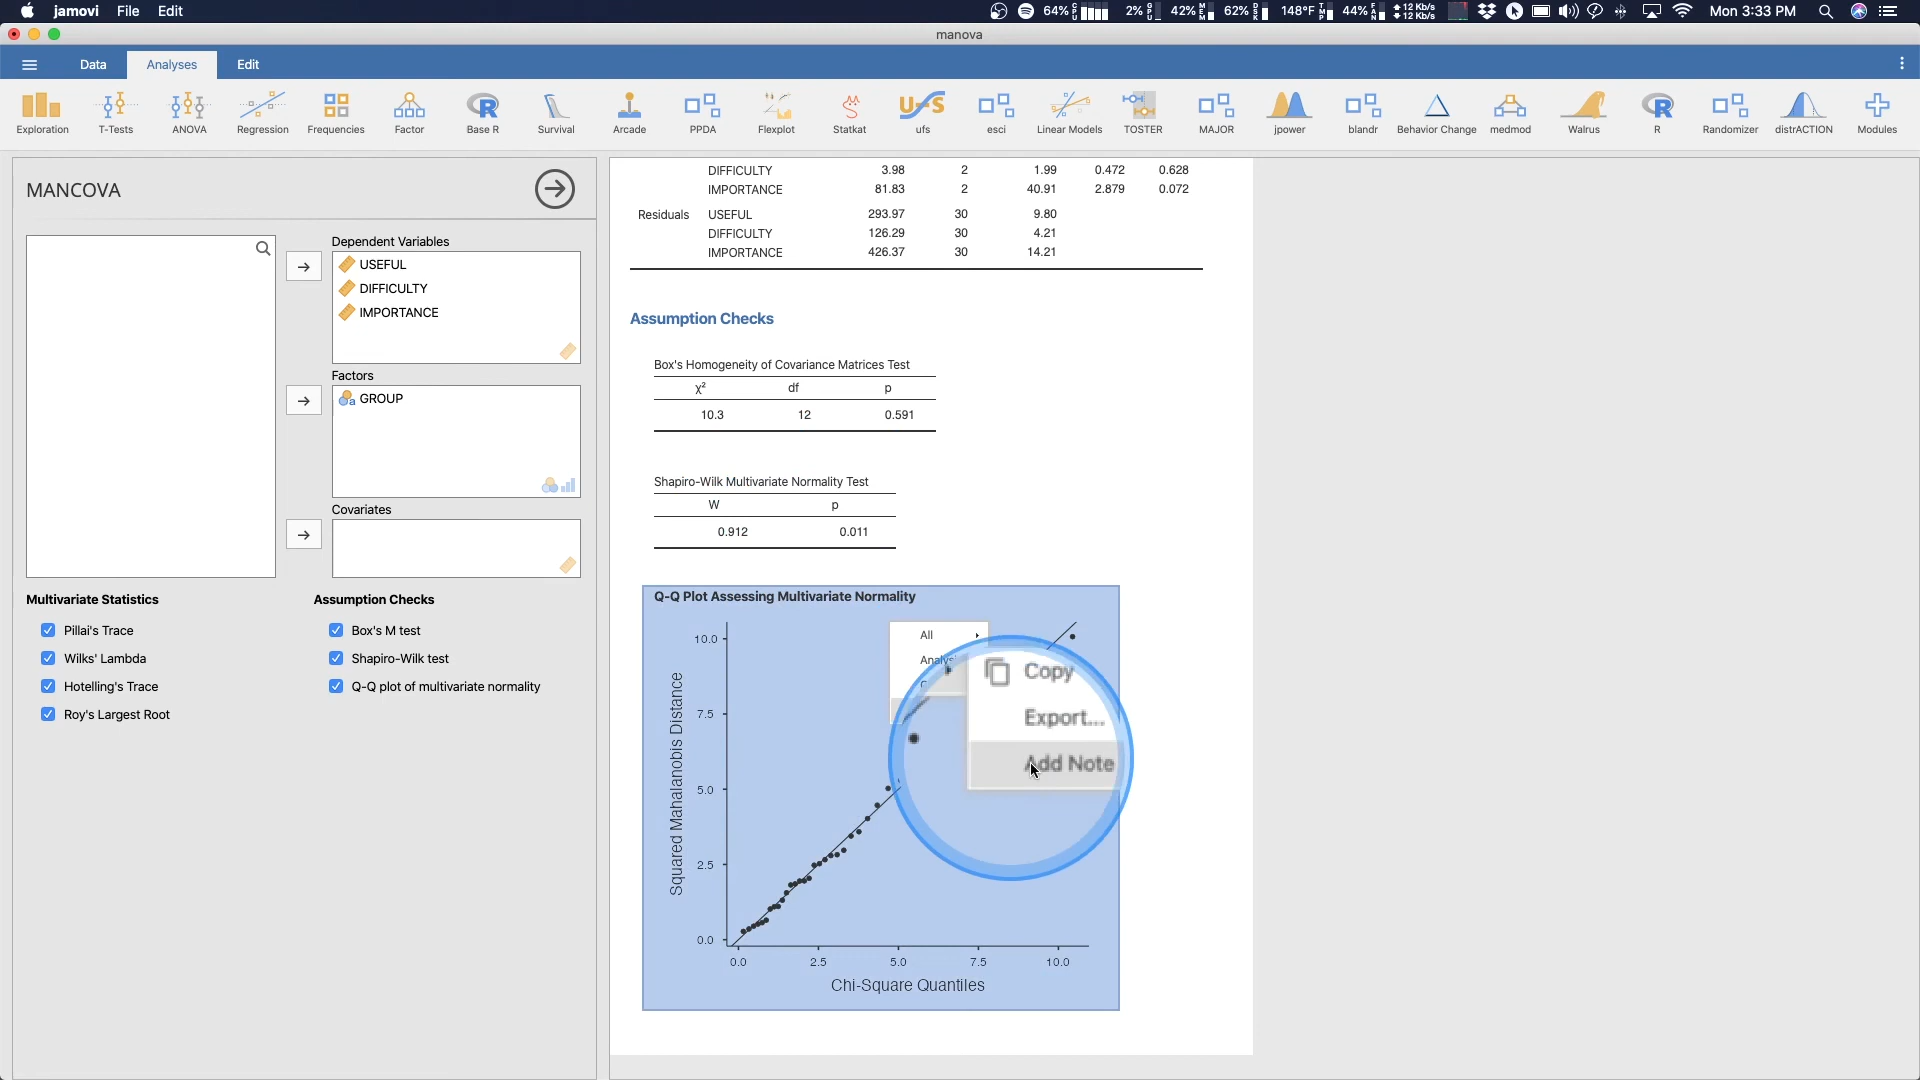 jamovi File Edit 64% 2% 42% 62% 148°F 44% 12 Kb/s 12 Kb/s Mon 3:33 PM
manova
Data Analyses Edit
Exploration T-Tests ANOVA Regression Frequencies Factor Base R Survival Arcade PPDA Flexplot Statkat ufs esci Linear Models TOSTER MAJOR jpower blandr Behavior Change medmod Walrus R Randomizer distrACTION Modules
MANCOVA
Dependent Variables
USEFUL
DIFFICULTY
IMPORTANCE
Factors
GROUP
Covariates
Multivariate Statistics
Pillai's Trace
Wilks' Lambda
Hotelling's Trace
Roy's Largest Root
Assumption Checks
Box's M test
Shapiro-Wilk test
Q-Q plot of multivariate normality
DIFFICULTY 3.98 2 1.99 0.472 0.628
IMPORTANCE 81.83 2 40.91 2.879 0.072
Residuals USEFUL 293.97 30 9.80
DIFFICULTY 126.29 30 4.21
IMPORTANCE 426.37 30 14.21
Assumption Checks
Box's Homogeneity of Covariance Matrices Test
χ² df p
10.3 12 0.591
Shapiro-Wilk Multivariate Normality Test
W p
0.912 0.011
Q-Q Plot Assessing Multivariate Normality
All
Copy
Export...
Add Note
Squared Mahalanobis Distance
10.0
7.5
5.0
2.5
0.0
0.0 2.5 5.0 7.5 10.0
Chi-Square Quantiles